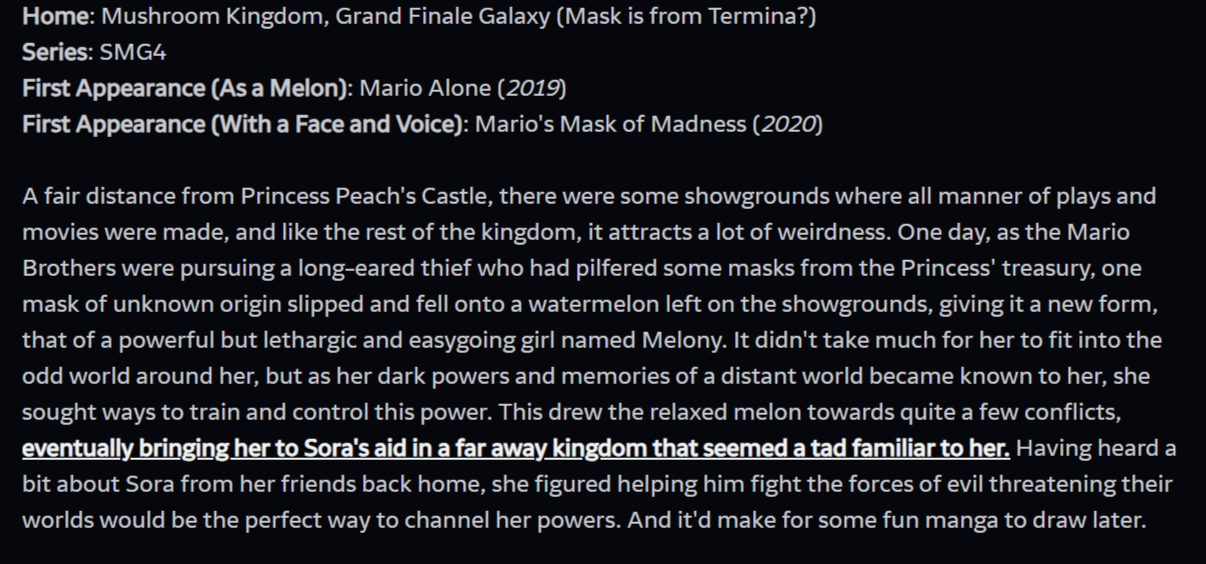 Home: Mushroom Kingdom, Grand Finale Galaxy (Mask is from Termina?)
Series: SMG4
First Appearance (As a Melon): Mario Alone (2019)
First Appearance (With a Face and Voice): Mario's Mask of Madness (2020)
A fair distance from Princess Peach's Castle, there were some showgrounds where all manner of plays and
movies were made, and like the rest of the kingdom, it attracts a lot of weirdness. One day, as the Mario
Brothers were pursuing a long-eared thief who had pilfered some masks from the Princess' treasury, one
mask of unknown origin slipped and fell onto a watermelon left on the showgrounds, giving it a new form,
that of a powerful but lethargic and easygoing girl named Melony. It didn't take much for her to fit into the
odd world around her, but as her dark powers and memories of a distant world became known to her, she
sought ways to train and control this power. This drew the relaxed melon towards quite a few conflicts,
eventually bringing her to Sora's aid in a far away kingdom that seemed a tad familiar to her. Having heard a
bit about Sora from her friends back home, she figured helping him fight the forces of evil threatening their
worlds would be the perfect way to channel her powers. And it'd make for some fun manga to draw later.